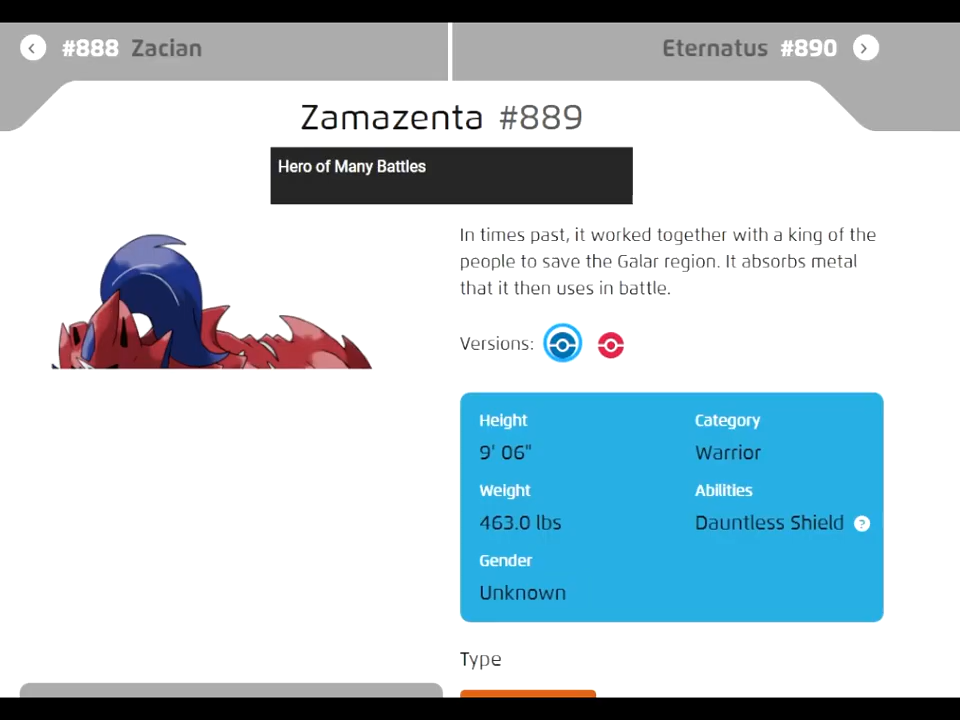 #888 Zacian
Eternatus #890
Zamazenta #889
Hero of Many Battles
In times past, it worked together with a king of the
people to save the Galar region. It absorbs metal
that it then uses in battle.
Versions:
Height
9' 06"
Weight
463.0 lbs
Gender
Unknown
Category
Warrior
Abilities
Dauntless Shield ?
Type